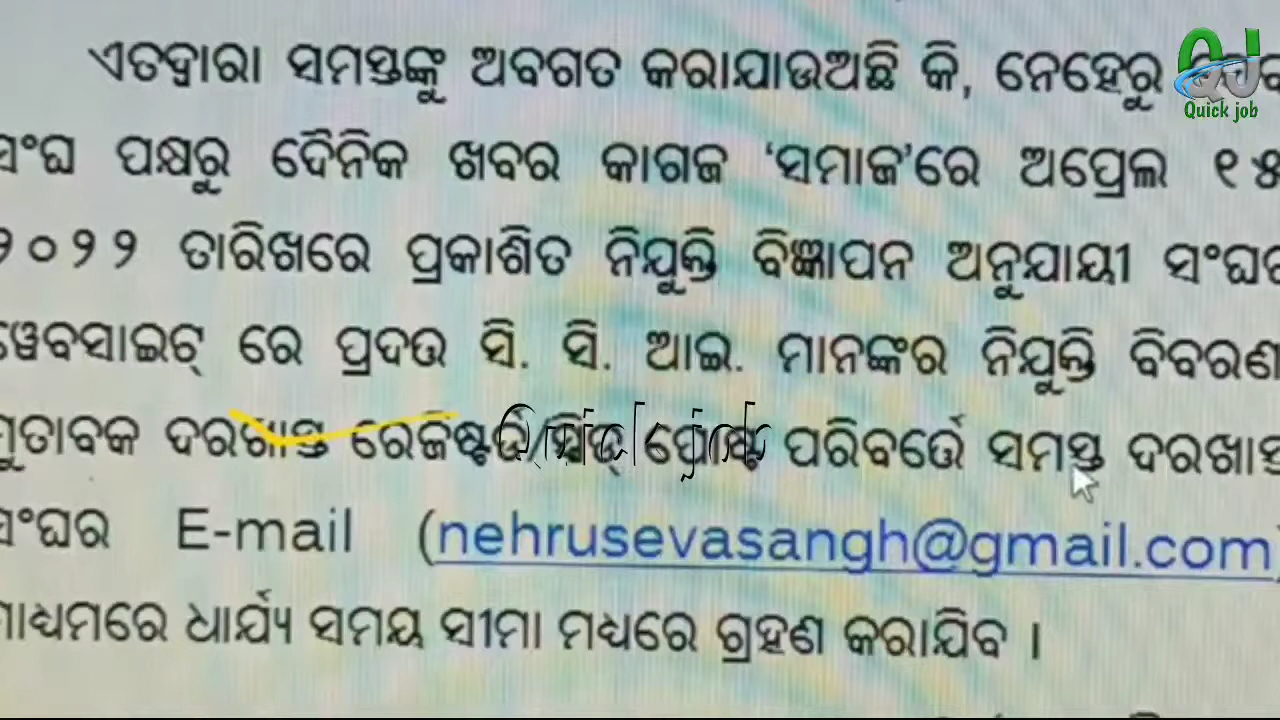 ଏତଦ୍ୱାରା ସମସ୍ତଙ୍କୁ ଅବଗତ କରାଯାଉଅଛି କି, ନେହେରୁ
ସଂଘ ପକ୍ଷରୁ ଦୈନିକ ଖବର କାଗଜ ‘ସମାଜ’ରେ ଅପ୍ରେଲ ୧୫
୨୦୨୨ ତାରିଖରେ ପ୍ରକାଶିତ ନିଯୁକ୍ତି ବିଜ୍ଞାପନ ଅନୁଯାୟୀ ସଂଘର
ୱେବସାଇଟ୍ ରେ ପ୍ରଦତ୍ତ ସି. ସି. ଆଇ. ମାନଙ୍କର ନିଯୁକ୍ତି ବିବରଣ
ମୁତାବକ ଦରଖାସ୍ତ ରେଜିଷ୍ଟର୍ଡ/ସ୍ପିଡ୍ ପୋଷ୍ଟ ପରିବର୍ତ୍ତେ ସମସ୍ତ ଦରଖାସ୍ତ
ସଂଘର E-mail (nehrusevasangh@gmail.com)
ମାଧ୍ୟମରେ ଧାର୍ଯ୍ୟ ସମୟ ସୀମା ମଧ୍ୟରେ ଗ୍ରହଣ କରାଯିବ ।
QJ
Quick job